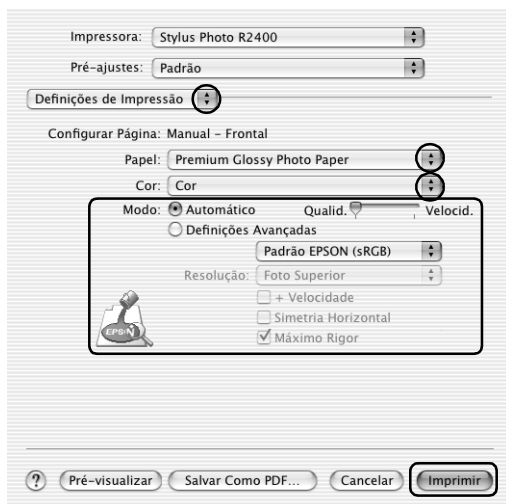 Impressora: Stylus Photo R2400
Pré-ajustes: Padrão
Definições de Impressão
Configurar Página: Manual – Frontal
Papel: Premium Glossy Photo Paper
Cor: Cor
Modo: Automático Qualid. Velocid.
Definições Avançadas
Padrão EPSON (sRGB)
Resolução: Foto Superior
+ Velocidade
Simetria Horizontal
EPSON
Máximo Rigor
? Pré-visualizar Salvar Como PDF... Cancelar Imprimir